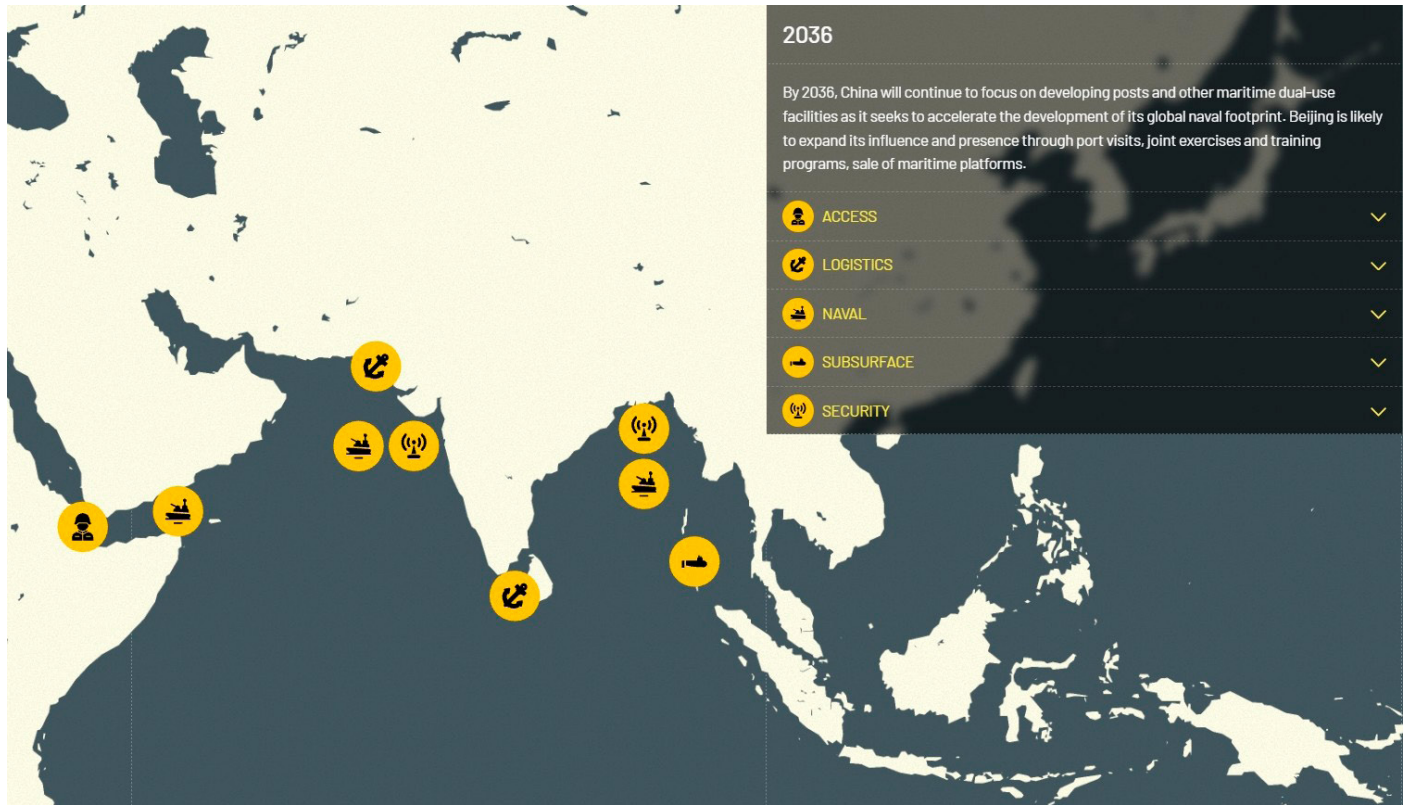 2036
By 2036, China will continue to focus on developing posts and other maritime dual-use
facilities as it seeks to accelerate the development of its global naval footprint. Beijing is likely
to expand its influence and presence through port visits, joint exercises and training
programs, sale of maritime platforms.
ACCESS
LOGISTICS
NAVAL
SUBSURFACE
SECURITY